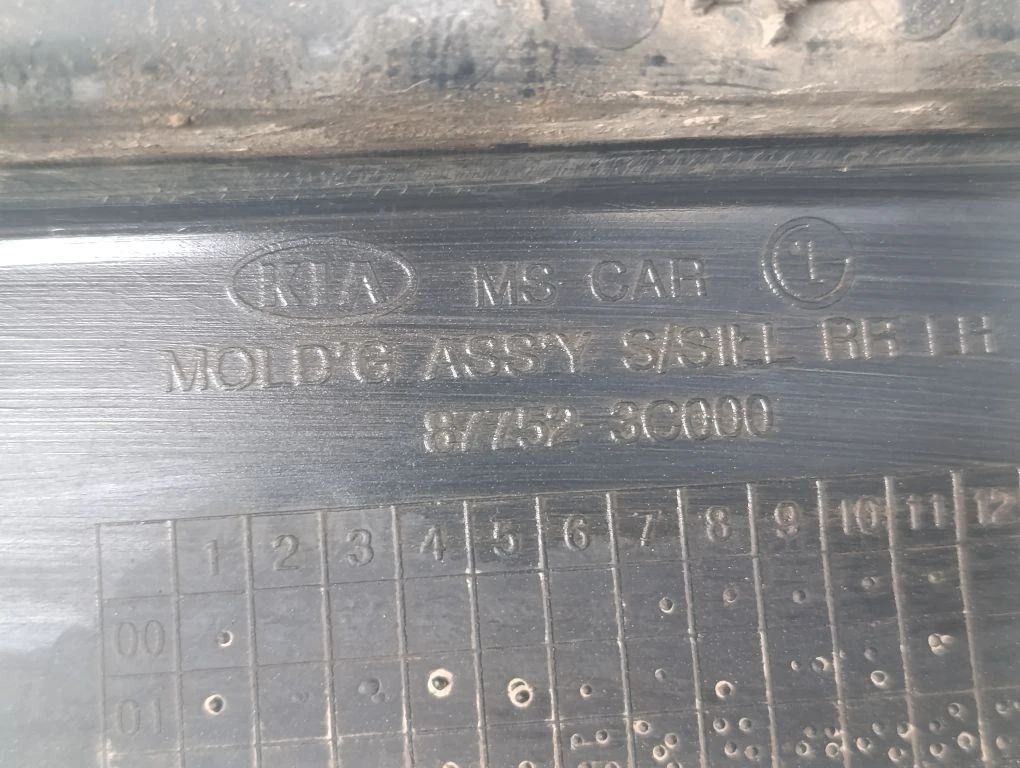 KIA MS CAR
MOLD'G ASS'Y S/SILL RR LH
87752-3C000
1 2 3 4 5 6 7 8 9 10 11 12
00
01